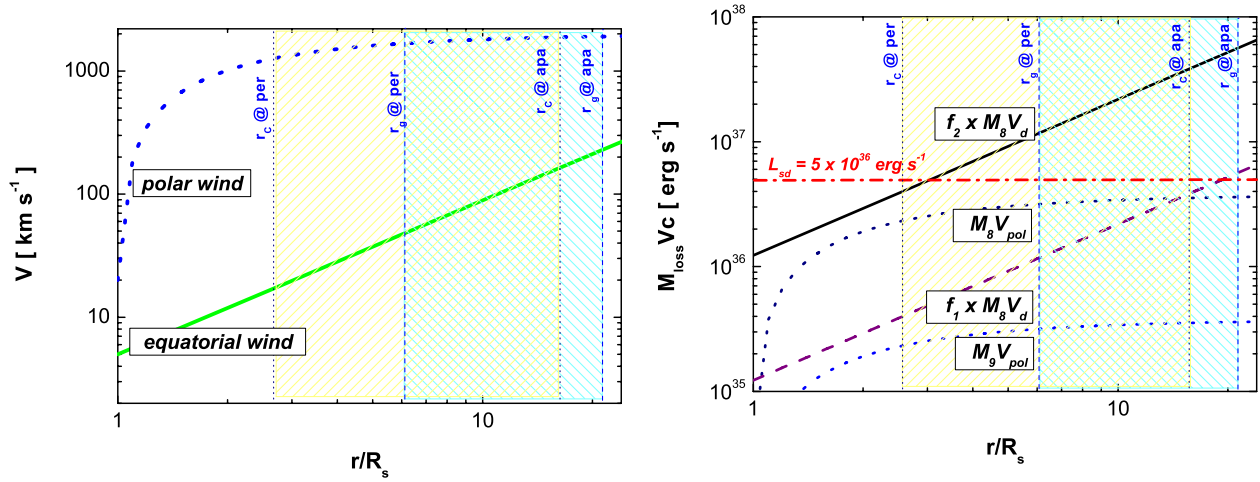 1000
100
10
V [ km s⁻¹ ]
polar wind
equatorial wind
r_c @ per
r_g @ per
r_c @ apa
r_g @ apa
1
10
r/R_s
10³⁸
10³⁷
10³⁶
10³⁵
M_loss Vc [ erg s⁻¹ ]
r_c @ per
r_g @ per
r_c @ apa
r_g @ apa
f₂ x M₈V_d
L_sd = 5 x 10³⁶ erg s⁻¹
M₈V_pol
f₁ x M₈V_d
M₉V_pol
1
10
r/R_s